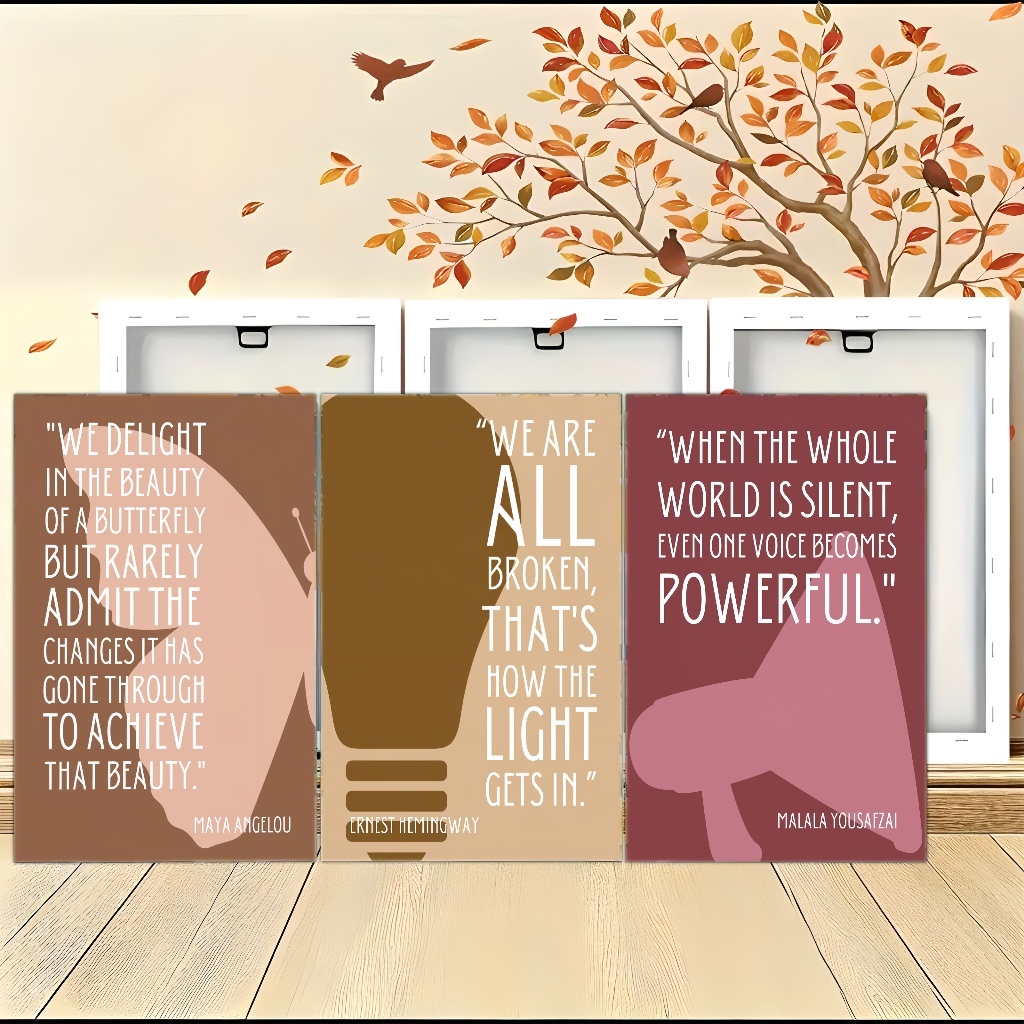 "WE DELIGHT
IN THE BEAUTY
OF A BUTTERFLY
BUT RARELY
ADMIT THE
CHANGES IT HAS
GONE THROUGH
TO ACHIEVE
THAT BEAUTY."
MAYA ANGELOU
“WE ARE
ALL
BROKEN,
THAT'S
HOW THE
LIGHT
GETS IN.”
ERNEST HEMINGWAY
“WHEN THE WHOLE
WORLD IS SILENT,
EVEN ONE VOICE BECOMES
POWERFUL."
MALALA YOUSAFZAI